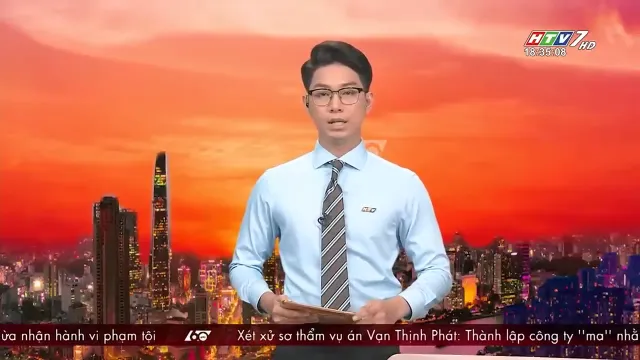 HTV7 HD
18:35:08
ừa nhận hành vi phạm tội 60 Xét xử sơ thẩm vụ án Vạn Thịnh Phát: Thành lập công ty ''ma'' nhằ